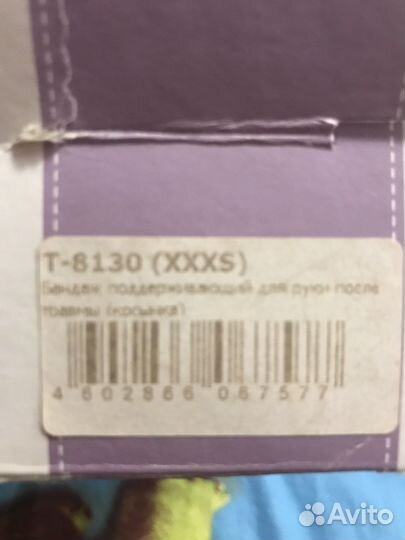 T-8130 (XXXS)
Бандаж поддерживающий для руки после
травмы (косынка)
4 602866 067577
Avito